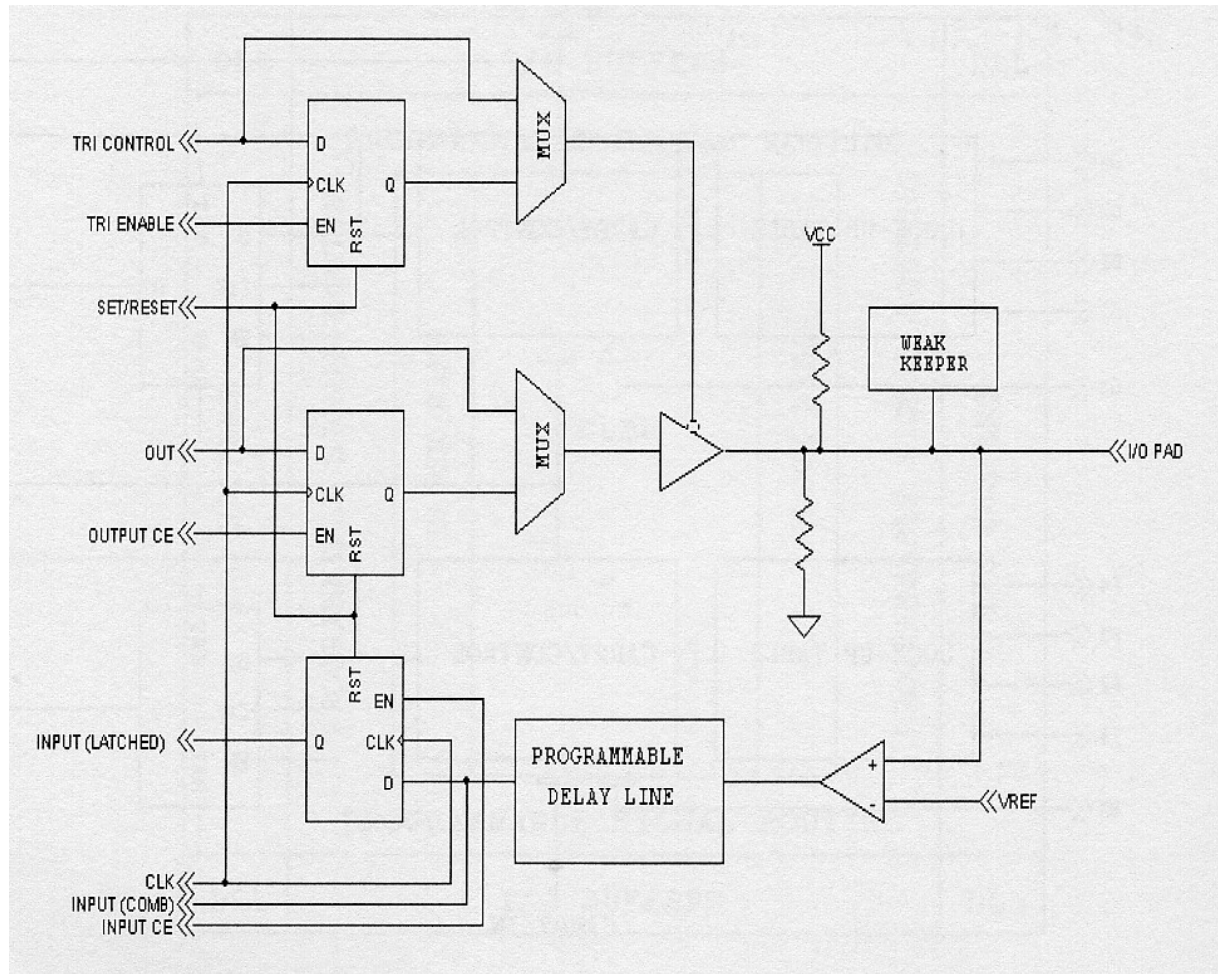 MUX
TRI CONTROL
D
CLK
Q
TRI ENABLE
EN
RST
SET/RESET
VCC
WEAK
KEEPER
MUX
OUT
D
I/O PAD
CLK
Q
OUTPUT CE
EN
RST
RST
EN
INPUT (LATCHED)
Q
CLK
D
PROGRAMMABLE
DELAY LINE
+
-
VREF
CLK
INPUT (COMB)
INPUT CE